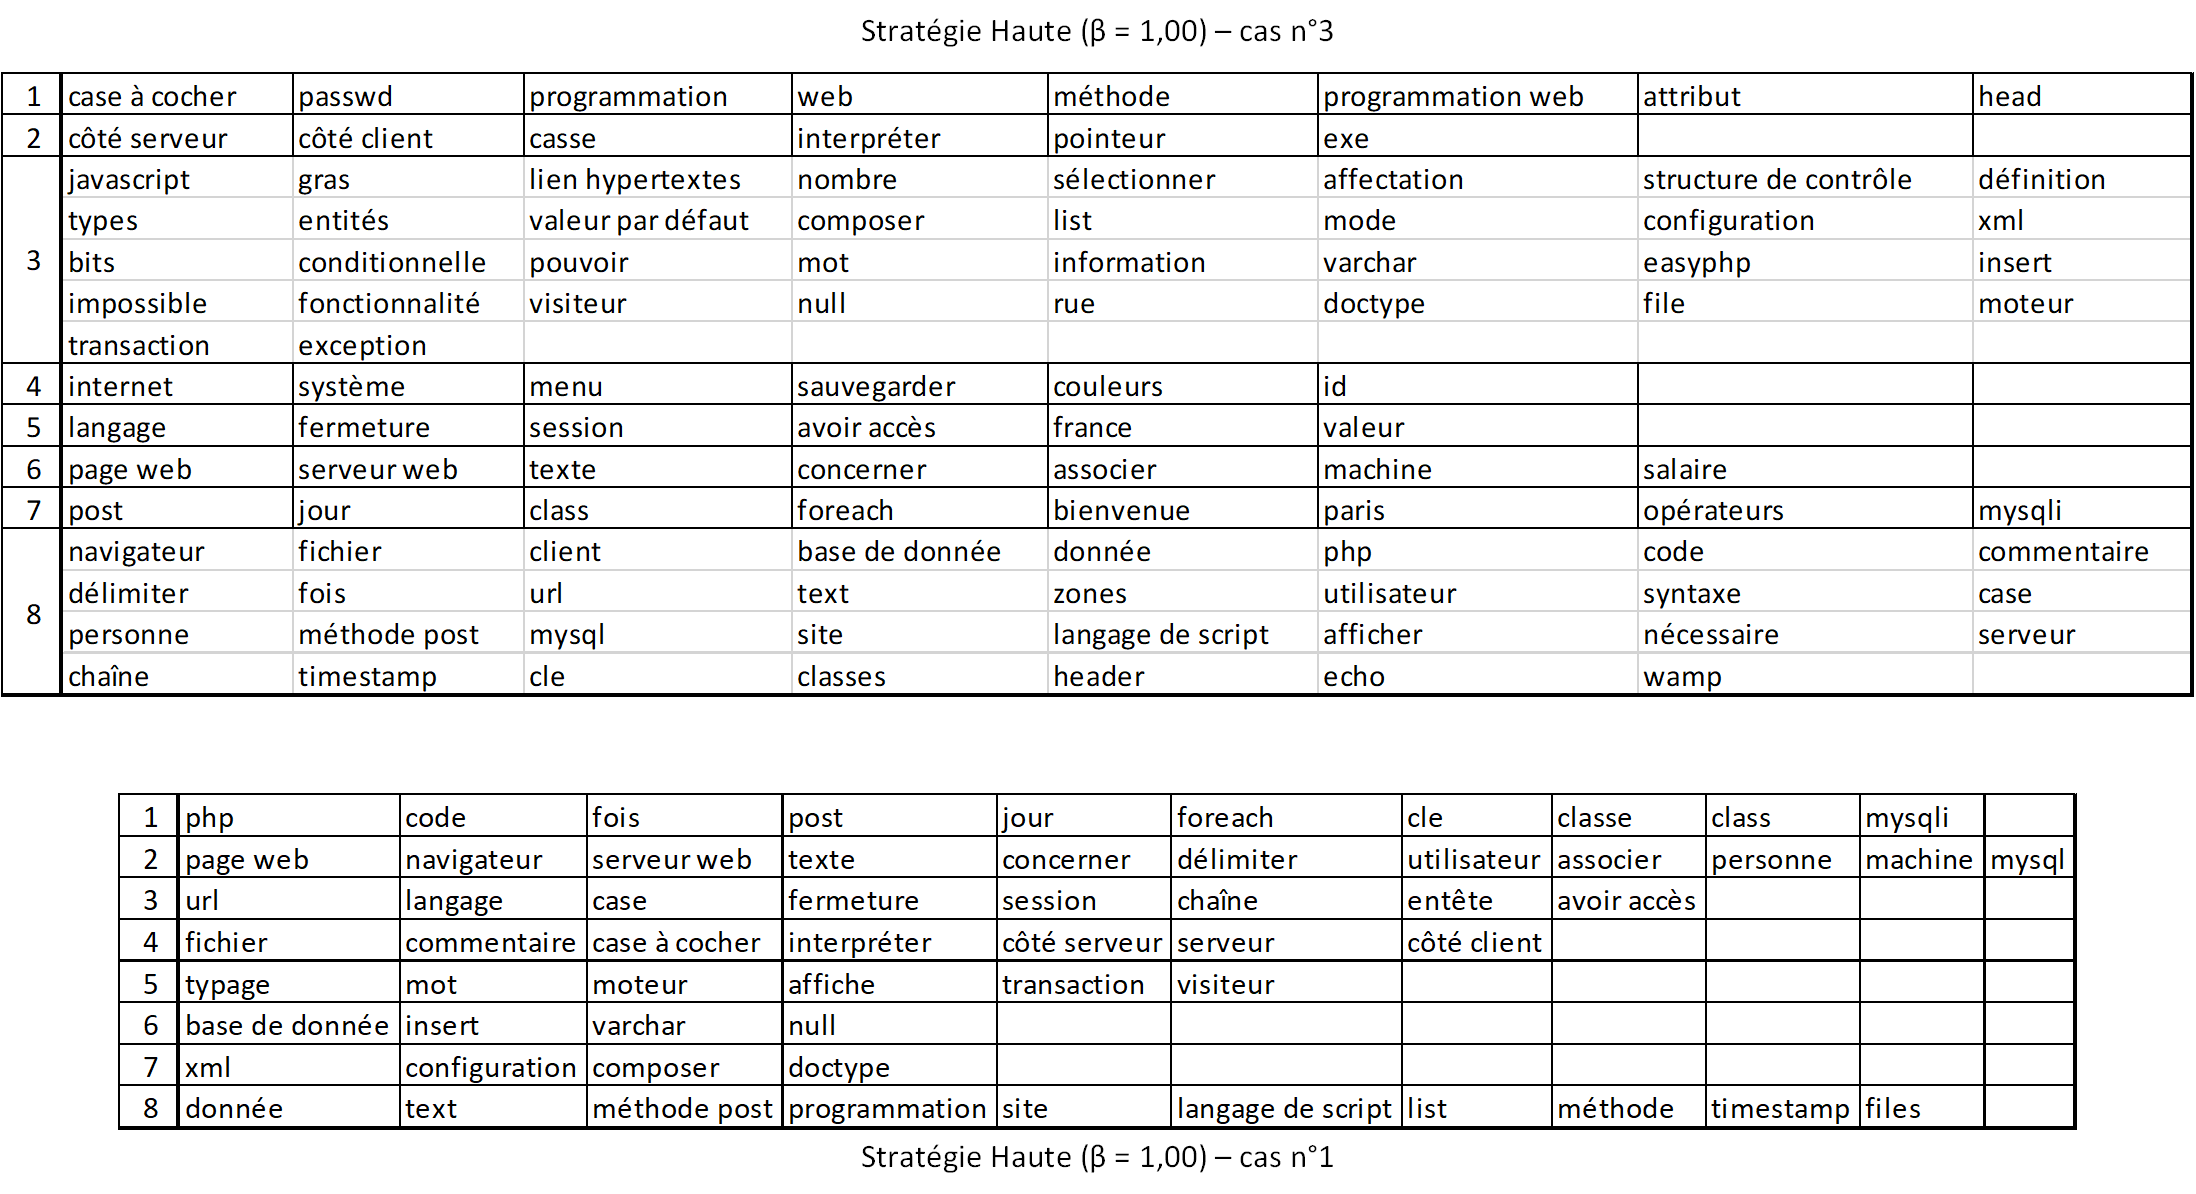 Stratégie Haute (β = 1,00) – cas n°3
1 case à cocher passwd programmation web méthode programmation web attribut head
2 côté serveur côté client casse interpréter pointeur exe
javascript gras lien hypertextes nombre sélectionner affectation structure de contrôle définition
types entités valeur par défaut composer list mode configuration xml
3 bits conditionnelle pouvoir mot information varchar easyphp insert
impossible fonctionnalité visiteur null rue doctype file moteur
transaction exception
4 internet système menu sauvegarder couleurs id
5 langage fermeture session avoir accès france valeur
6 page web serveur web texte concerner associer machine salaire
7 post jour class foreach bienvenue paris opérateurs mysqli
navigateur fichier client base de donnée donnée php code commentaire
délimiter fois url text zones utilisateur syntaxe case
8 personne méthode post mysql site langage de script afficher nécessaire serveur
chaîne timestamp cle classes header echo wamp
1 php code fois post jour foreach cle classe class mysqli
2 page web navigateur serveur web texte concerner délimiter utilisateur associer personne machine mysql
3 url langage case fermeture session chaîne entête avoir accès
4 fichier commentaire case à cocher interpréter côté serveur serveur côté client
5 typage mot moteur affiche transaction visiteur
6 base de donnée insert varchar null
7 xml configuration composer doctype
8 donnée text méthode post programmation site langage de script list méthode timestamp files
Stratégie Haute (β = 1,00) – cas n°1